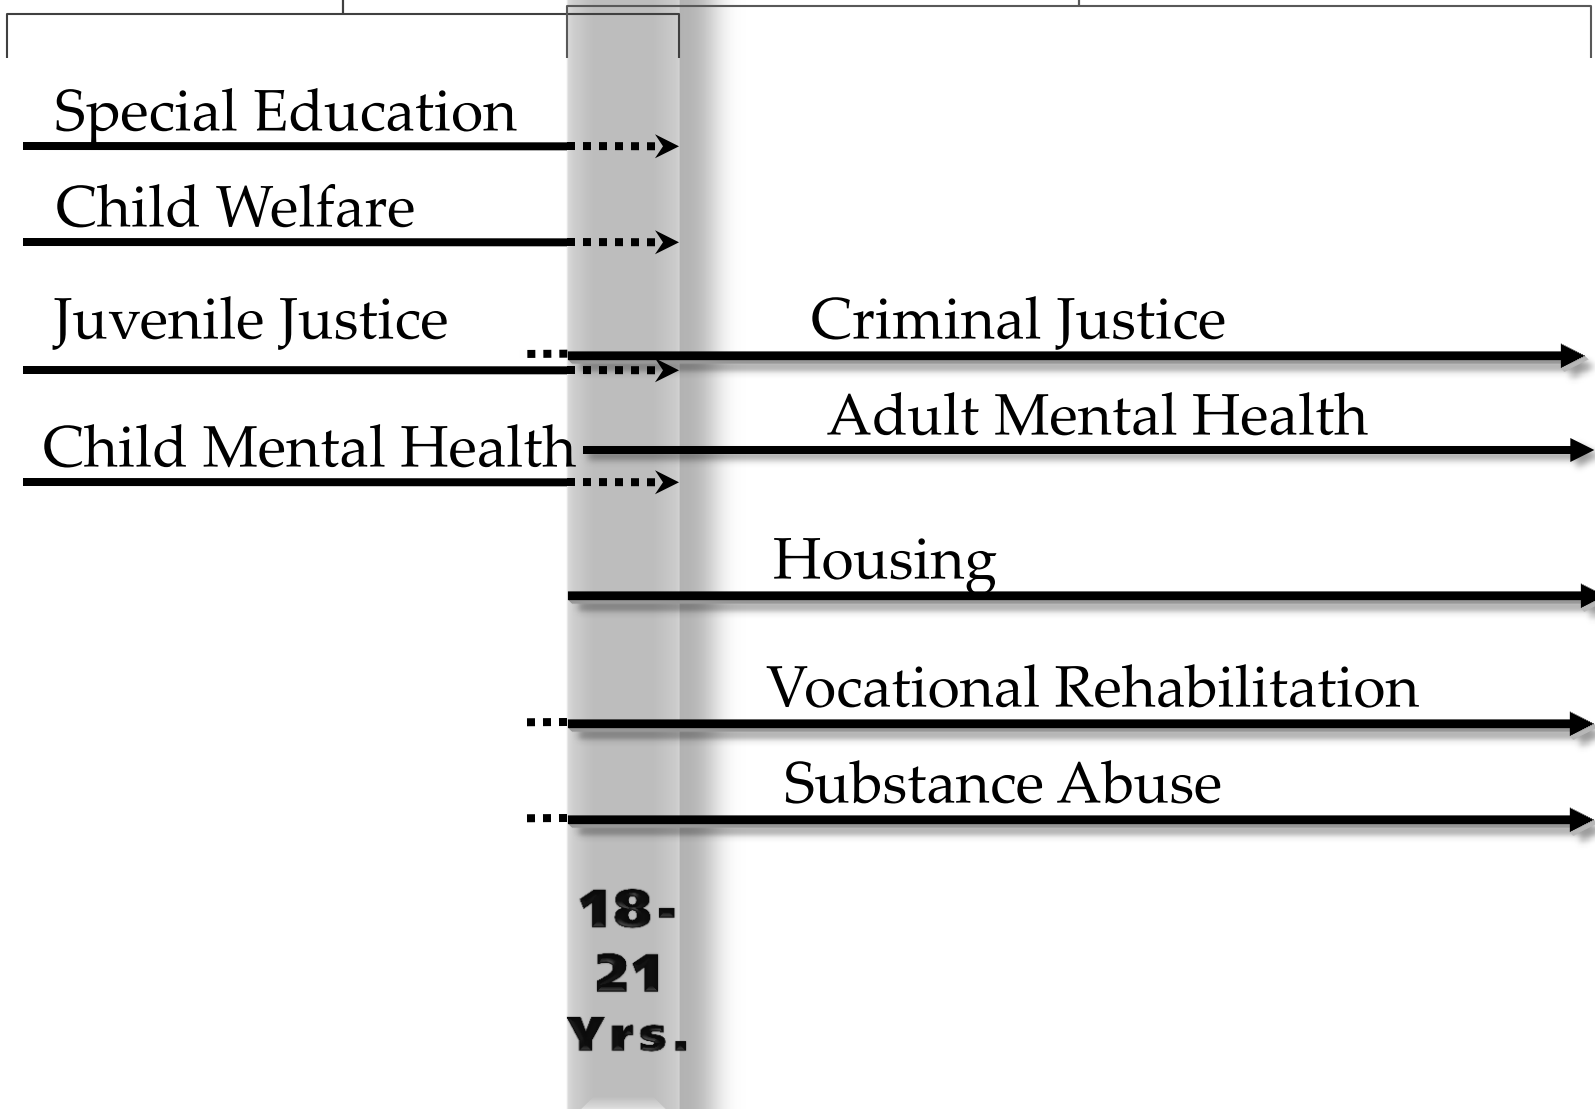 Special Education
Child Welfare
Juvenile Justice
Criminal Justice
Adult Mental Health
Child Mental Health
Housing
Vocational Rehabilitation
Substance Abuse
18-
21
Yrs.